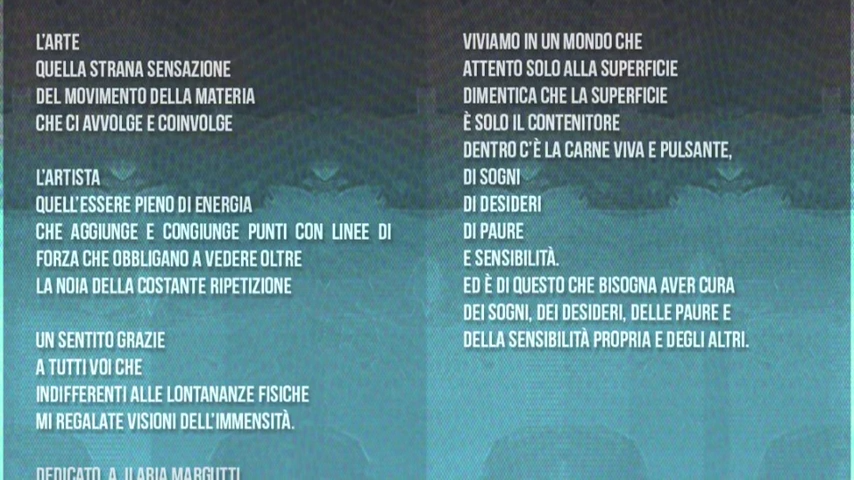 L'ARTE
QUELLA STRANA SENSAZIONE
DEL MOVIMENTO DELLA MATERIA
CHE CI AVVOLGE E COINVOLGE
L'ARTISTA
QUELL'ESSERE PIENO DI ENERGIA
CHE AGGIUNGE E CONGIUNGE PUNTI CON LINEE DI
FORZA CHE OBBLIGANO A VEDERE OLTRE
LA NOIA DELLA COSTANTE RIPETIZIONE
UN SENTITO GRAZIE
A TUTTI VOI CHE
INDIFFERENTI ALLE LONTANANZE FISICHE
MI REGALATE VISIONI DELL'IMMENSITÀ.
DEDICATO A ILARIA MARGUTTI
VIVIAMO IN UN MONDO CHE
ATTENTO SOLO ALLA SUPERFICIE
DIMENTICA CHE LA SUPERFICIE
È SOLO IL CONTENITORE
DENTRO C'È LA CARNE VIVA E PULSANTE,
DI SOGNI
DI DESIDERI
DI PAURE
E SENSIBILITÀ.
ED È DI QUESTO CHE BISOGNA AVER CURA
DEI SOGNI, DEI DESIDERI, DELLE PAURE E
DELLA SENSIBILITÀ PROPRIA E DEGLI ALTRI.